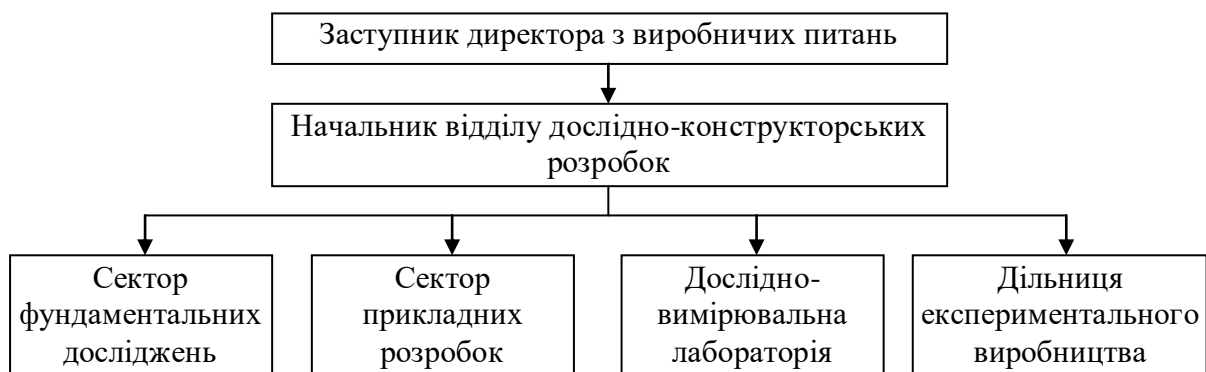 Заступник директора з виробничих питань
Начальник відділу дослідно-конструкторських
розробок
Сектор
фундаментальних
досліджень
Сектор
прикладних
розробок
Дослідно-
вимірювальна
лабораторія
Дільниця
експериментального
виробництва